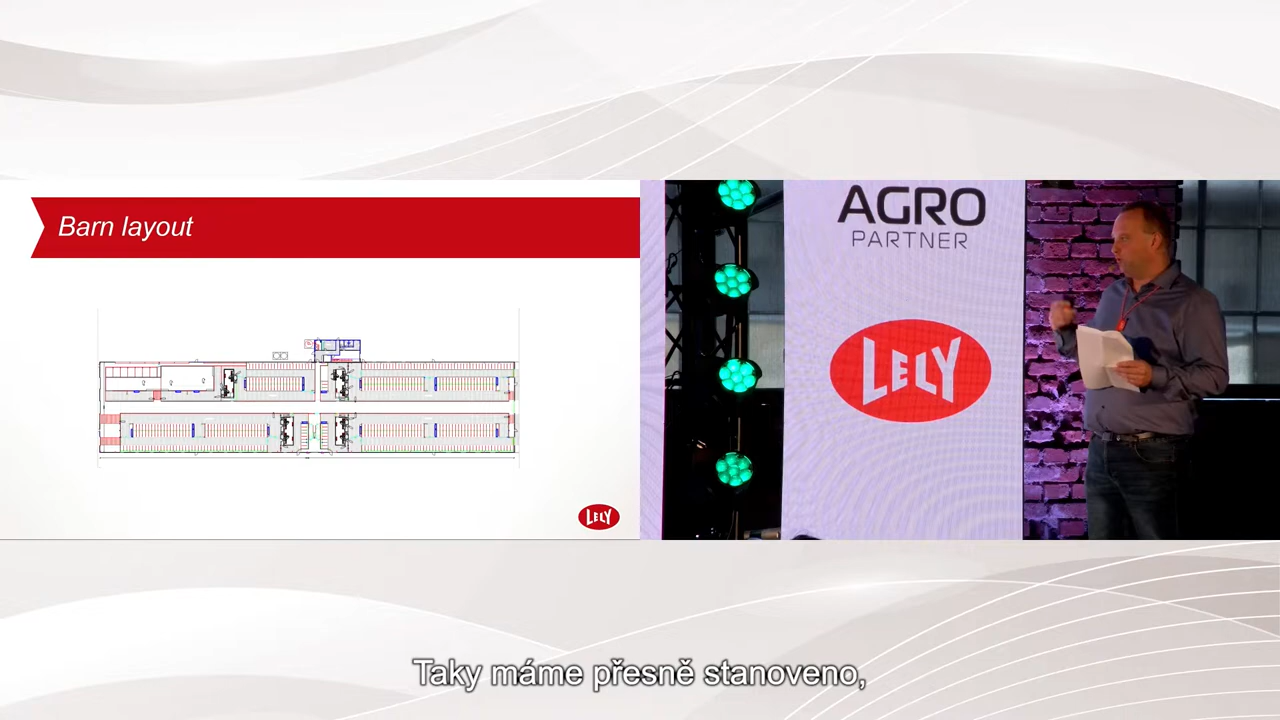 Barn layout
LELY
AGRO
PARTNER
LELY
Taky máme přesně stanoveno,